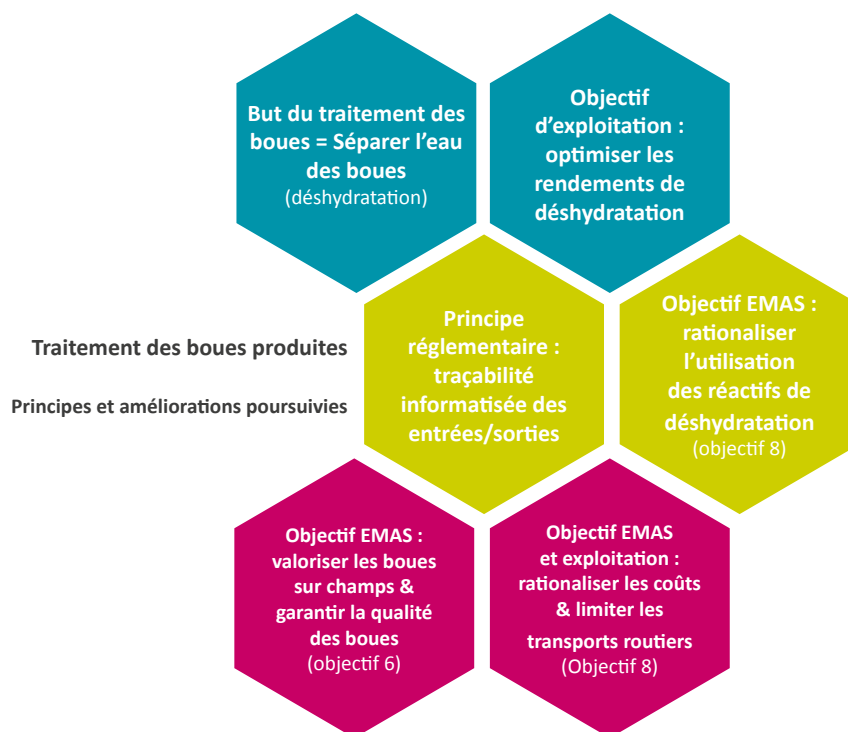 But du traitement des
boues = Séparer l'eau
des boues
(déshydratation)
Objectif
d'exploitation :
optimiser les
rendements de
déshydratation
Traitement des boues produites
Principes et améliorations poursuivies
Principe
réglementaire :
traçabilité
informatisée des
entrées/sorties
Objectif EMAS :
rationaliser
l'utilisation
des réactifs de
déshydratation
(objectif 8)
Objectif EMAS :
valoriser les boues
sur champs &
garantir la qualité
des boues
(objectif 6)
Objectif EMAS
et exploitation :
rationaliser les coûts
& limiter les
transports routiers
(Objectif 8)